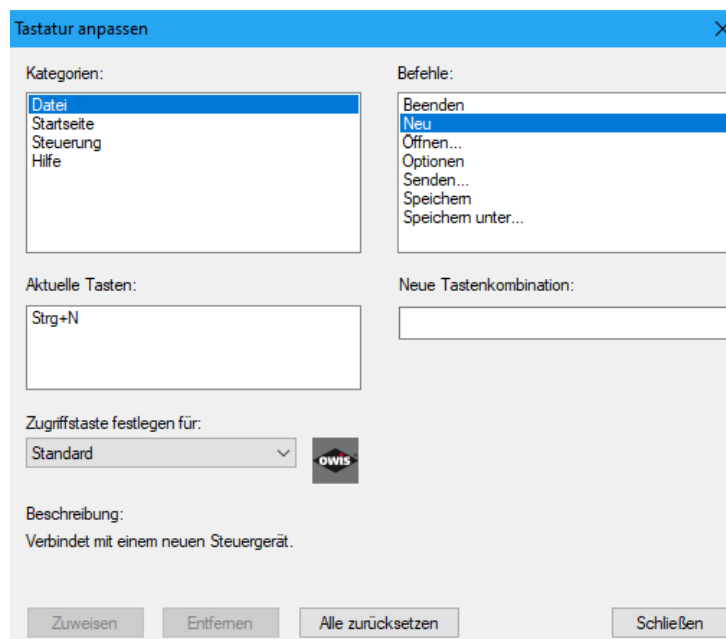 Tastatur anpassen
Kategorien:
Datei
Startseite
Steuerung
Hilfe
Befehle:
Beenden
Neu
Öffnen...
Optionen
Senden...
Speichern
Speichern unter...
Aktuelle Tasten:
Strg+N
Neue Tastenkombination:
Zugriffstaste festlegen für:
Standard
OWIS
Beschreibung:
Verbindet mit einem neuen Steuergerät.
Zuweisen
Entfernen
Alle zurücksetzen
Schließen